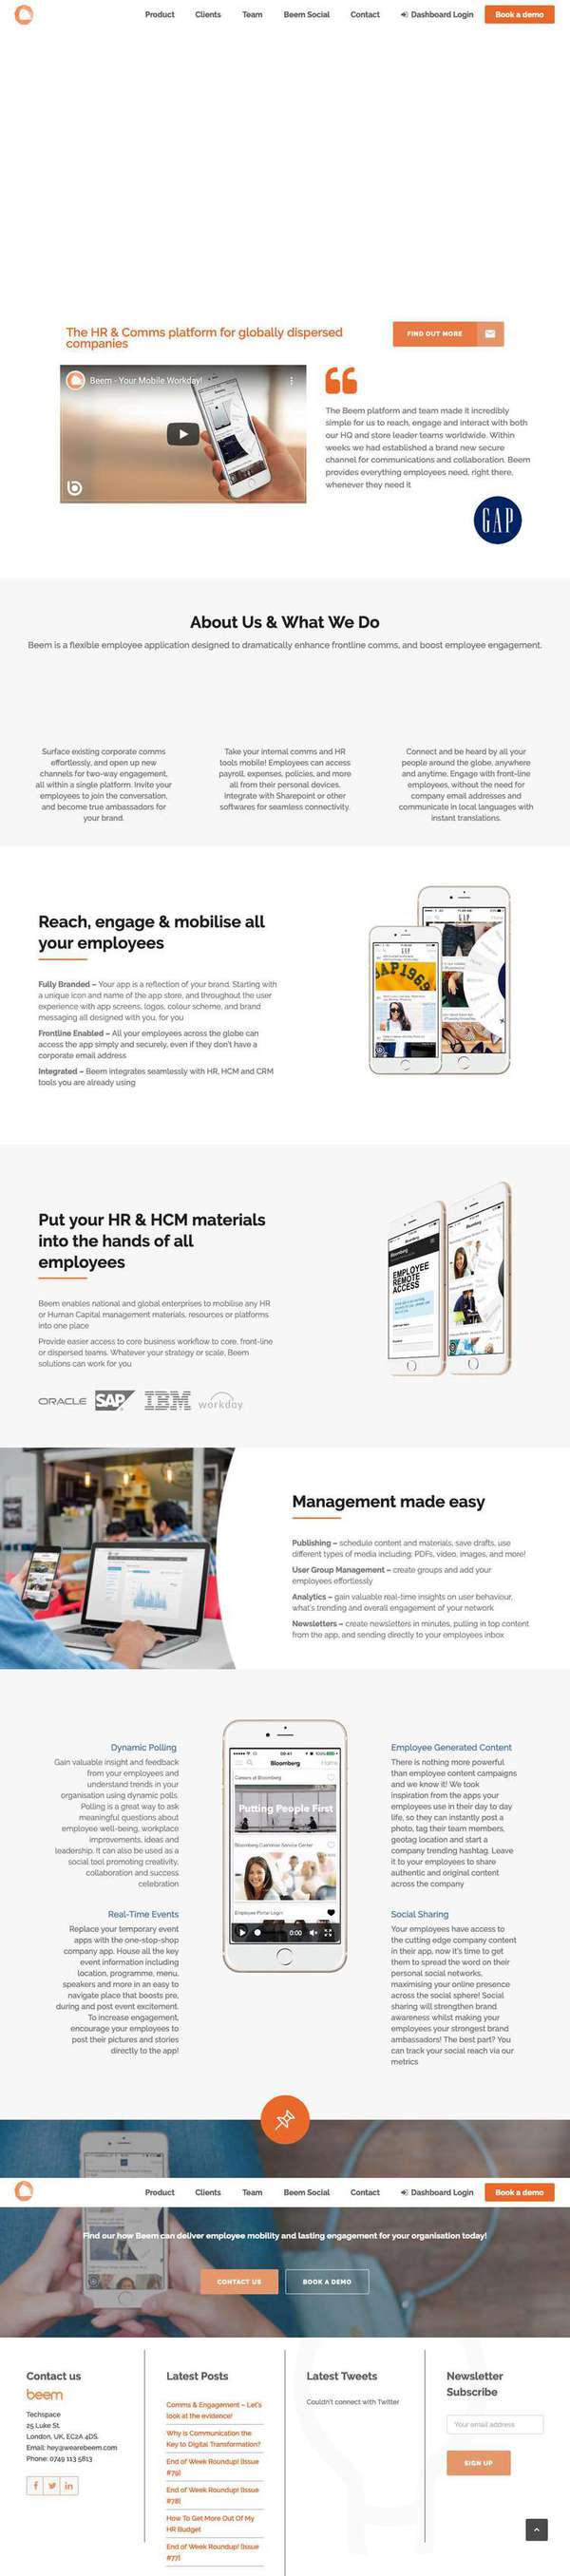 Product Clients Team Beem Social Contact Dashboard Login Book a demo
The HR & Comms platform for globally dispersed
companies
FIND OUT MORE
Beem - Your Mobile Workday!
The Beem platform and team made it incredibly
simple for us to reach, engage and interact with both
our HQ and store leader teams worldwide. Within
weeks we had established a brand new secure
channel for communications and collaboration. Beem
provides everything employees need, right there,
whenever they need it
GAP
About Us & What We Do
Beem is a flexible employee application designed to dramatically enhance frontline comms, and boost employee engagement.
Surface existing corporate comms
effortlessly, and open up new
channels for two-way engagement,
all within a single platform. Invite your
employees to join the conversation,
and become true ambassadors for
your brand.
Take your internal comms and HR
tools mobile! Employees can access
payroll, expenses, policies, and more
all from their personal devices.
Integrate with Sharepoint or other
softwares for seamless connectivity.
Connect and be heard by all your
people around the globe, anywhere
and anytime. Engage with front-line
employees, without the need for
company email addresses and
communicate in local languages with
instant translations.
Reach, engage & mobilise all
your employees
Fully Branded – Your app is a reflection of your brand. Starting with
a unique icon and name of the app store, and throughout the user
experience with app screens, logos, colour scheme, and brand
messaging all designed with you, for you
Frontline Enabled – All your employees across the globe can
access the app simply and securely, even if they don't have a
corporate email address
Integrated – Beem integrates seamlessly with HR, HCM and CRM
tools you are already using
GAP
Put your HR & HCM materials
into the hands of all
employees
Beem enables national and global enterprises to mobilise any HR
or Human Capital management materials, resources or platforms
into one place
Provide easier access to core business workflow to core, front-line
or dispersed teams. Whatever your strategy or scale, Beem
solutions can work for you
ORACLE SAP IBM workday
Bloomberg
EMPLOYEE
REMOTE
ACCESS
Management made easy
Publishing – schedule content and materials, save drafts, use
different types of media including: PDFs, video, images, and more!
User Group Management – create groups and add your
employees effortlessly
Analytics – gain valuable real-time insights on user behaviour,
what's trending and overall engagement of your network
Newsletters – create newsletters in minutes, pulling in top content
from the app, and sending directly to your employees inbox
Dynamic Polling
Gain valuable insight and feedback
from your employees and
understand trends in your
organisation using dynamic polls.
Polling is a great way to ask
meaningful questions about
employee well-being, workplace
improvements, ideas and
leadership. It can also be used as a
social tool promoting creativity,
collaboration and success
celebration
Real-Time Events
Replace your temporary event
apps with the one-stop-shop
company app. House all the key
event information including
location, programme, menu,
speakers and more in an easy to
navigate place that boosts pre,
during and post event excitement.
To increase engagement,
encourage your employees to
post their pictures and stories
directly to the app!
08:41
Bloomberg
Careers at Bloomberg
Putting People First
Bloomberg Customer Service Center
Employee Portal Login
0:00
Employee Generated Content
There is nothing more powerful
than employee content campaigns
and we know it! We took
inspiration from the apps your
employees use in their day to day
life, so they can instantly post a
photo, tag their team members,
geotag location and start a
company trending hashtag. Leave
it to your employees to share
authentic and original content
across the company
Social Sharing
Your employees have access to
the cutting edge company content
in their app, now it's time to get
them to spread the word on their
personal social networks,
maximising your online presence
across the social sphere! Social
sharing will strengthen brand
awareness whilst making your
employees your strongest brand
ambassadors! The best part? You
can track your social reach via our
metrics
Product Clients Team Beem Social Contact Dashboard Login Book a demo
Find our how Beem can deliver employee mobility and lasting engagement for your organisation today!
CONTACT US BOOK A DEMO
Contact us
beem
Techspace
25 Luke St.
London, UK, EC2A 4DS.
Email: hey@wearebeem.com
Phone: 0749 113 5813
Latest Posts
Comms & Engagement – Let's
look at the evidence!
Why is Communication the
Key to Digital Transformation?
End of Week Roundup! [Issue
#79]
End of Week Roundup! [Issue
#78]
How To Get More Out Of My
HR Budget
End of Week Roundup! [Issue
#77]
Latest Tweets
Couldn't connect with Twitter
Newsletter
Subscribe
Your email address
SIGN UP